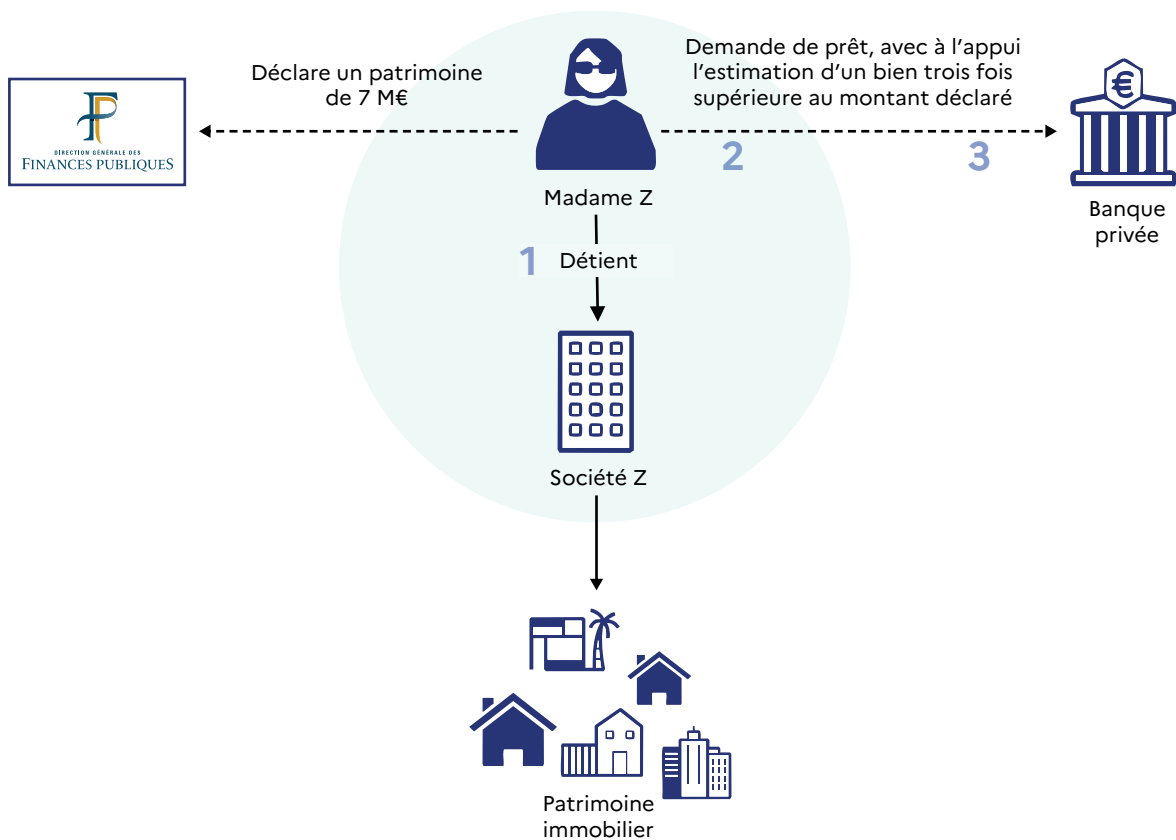 Déclare un patrimoine
de 7 M€
Demande de prêt, avec à l’appui
l’estimation d’un bien trois fois
supérieure au montant déclaré
DIRECTION GÉNÉRALE DES
FINANCES PUBLIQUES
2
3
€
Madame Z
Banque
privée
1
Détient
Société Z
Patrimoine
immobilier